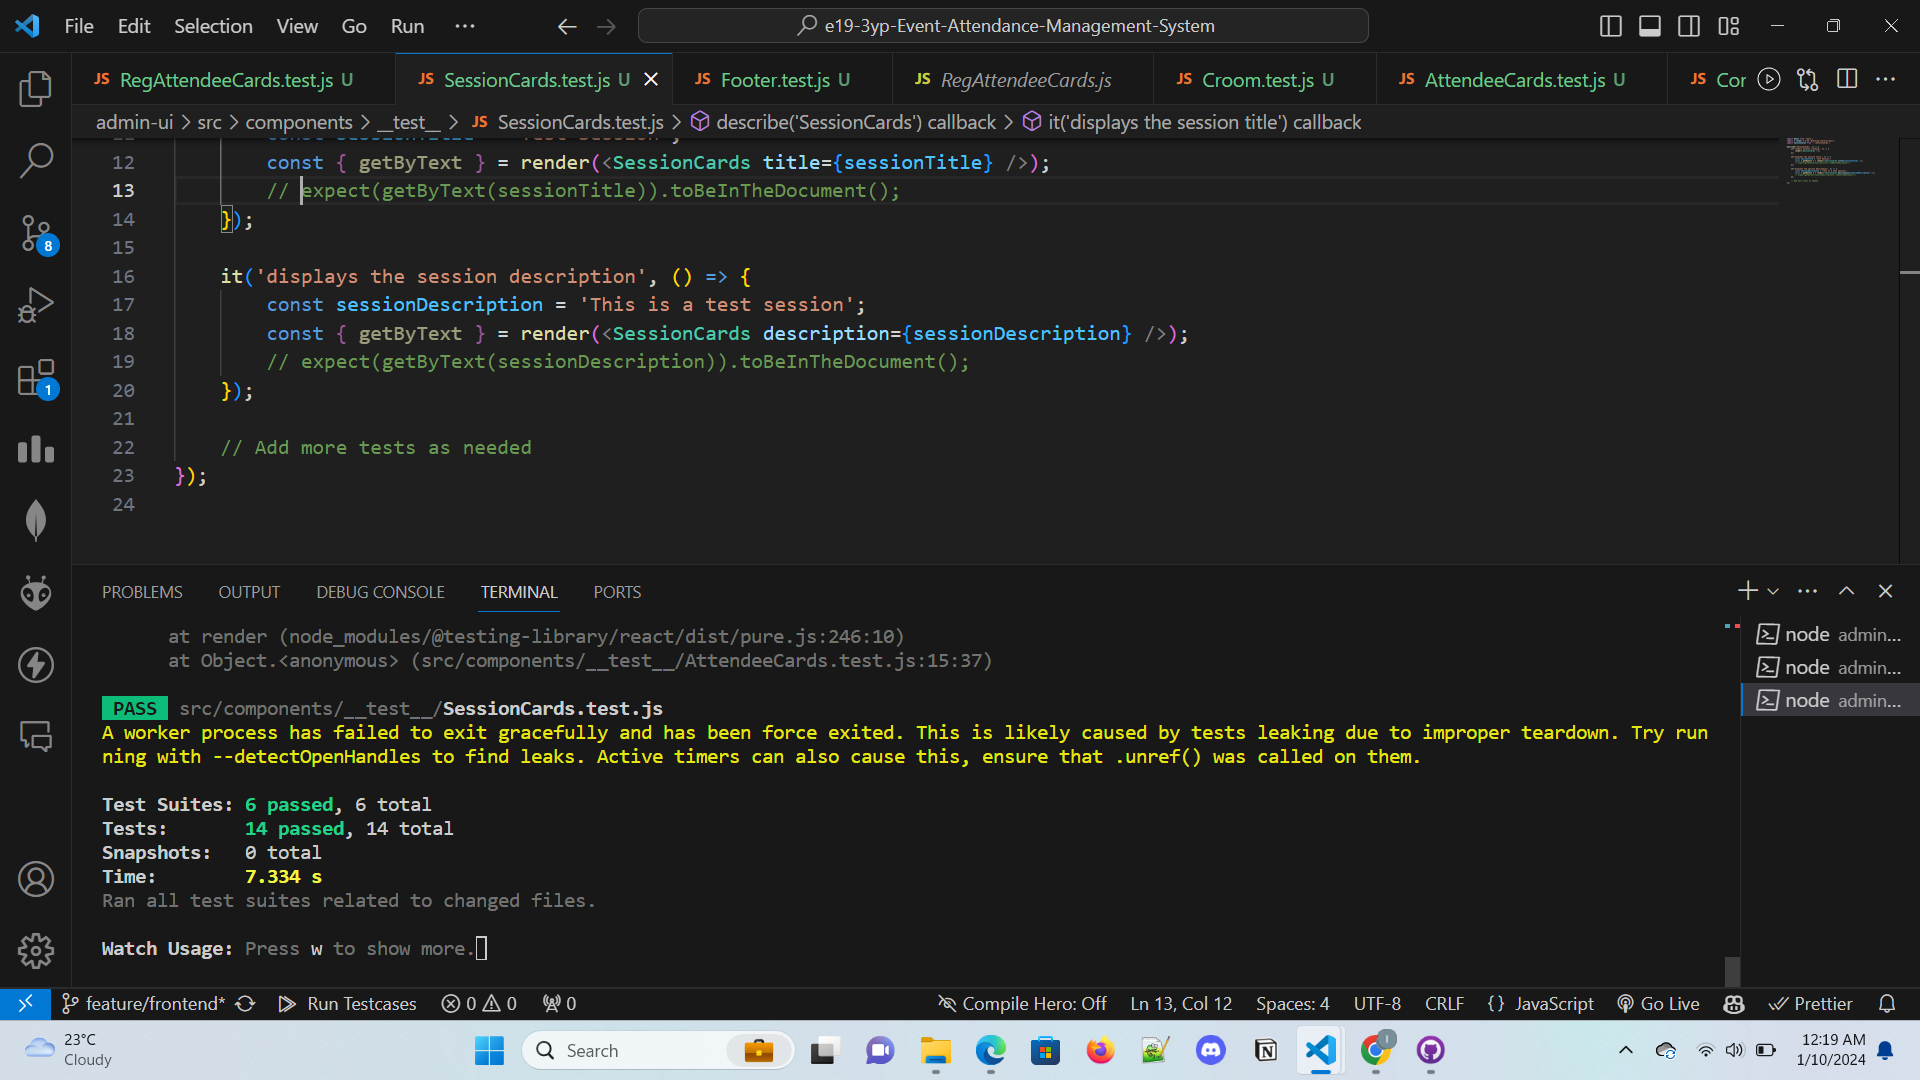 File Edit Selection View Go Run ··· e19-3yp-Event-Attendance-Management-System
JS RegAttendeeCards.test.js U JS SessionCards.test.js U JS Footer.test.js U JS RegAttendeeCards.js JS Croom.test.js U JS AttendeeCards.test.js U JS Cor
admin-ui > src > components > __test__ > JS SessionCards.test.js > describe('SessionCards') callback > it('displays the session title') callback
12 const { getByText } = render(<SessionCards title={sessionTitle} />);
13 // expect(getByText(sessionTitle)).toBeInTheDocument();
14 });
15
16 it('displays the session description', () => {
17 const sessionDescription = 'This is a test session';
18 const { getByText } = render(<SessionCards description={sessionDescription} />);
19 // expect(getByText(sessionDescription)).toBeInTheDocument();
20 });
21
22 // Add more tests as needed
23 });
24
8
1
PROBLEMS OUTPUT DEBUG CONSOLE TERMINAL PORTS
at render (node_modules/@testing-library/react/dist/pure.js:246:10)
at Object.<anonymous> (src/components/__test__/AttendeeCards.test.js:15:37)
PASS src/components/__test__/SessionCards.test.js
A worker process has failed to exit gracefully and has been force exited. This is likely caused by tests leaking due to improper teardown. Try run
ning with --detectOpenHandles to find leaks. Active timers can also cause this, ensure that .unref() was called on them.
Test Suites: 6 passed, 6 total
Tests: 14 passed, 14 total
Snapshots: 0 total
Time: 7.334 s
Ran all test suites related to changed files.
Watch Usage: Press w to show more.
node admin...
node admin...
node admin...
feature/frontend* Run Testcases 0 0 0 Compile Hero: Off Ln 13, Col 12 Spaces: 4 UTF-8 CRLF {} JavaScript Go Live Prettier
23°C
Cloudy
Search
12:19 AM
1/10/2024